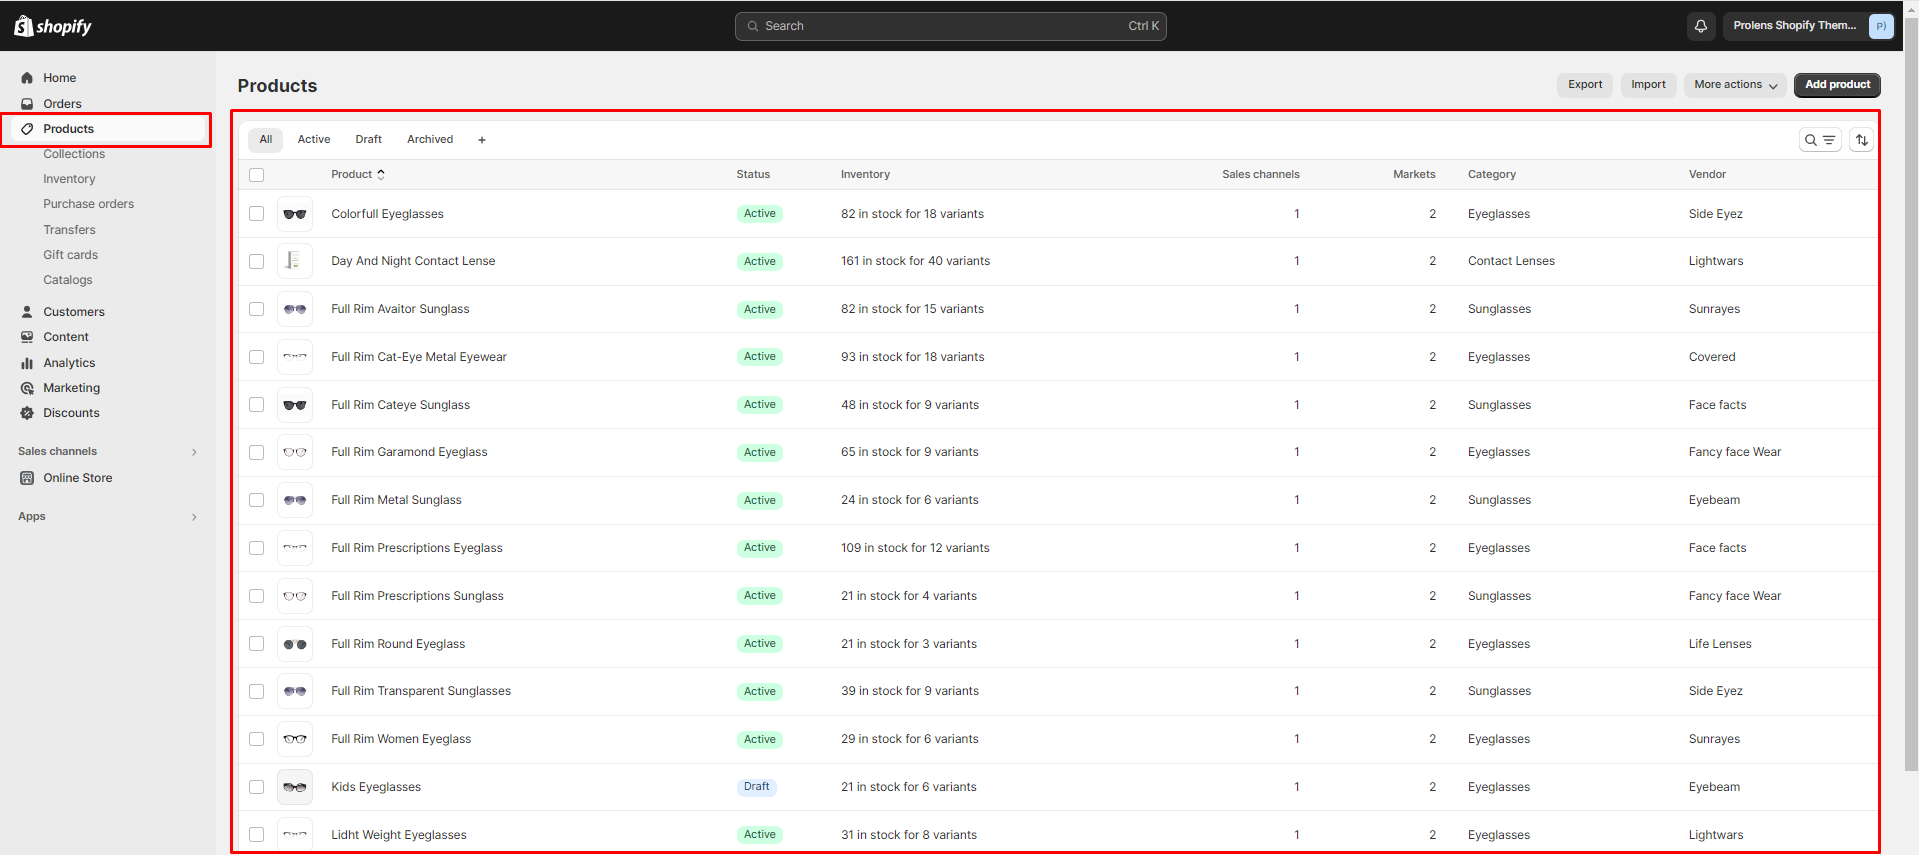 shopify
Search Ctrl K
Prolens Shopify Them... P)
Home
Orders
Products
Collections
Inventory
Purchase orders
Transfers
Gift cards
Catalogs
Customers
Content
Analytics
Marketing
Discounts
Sales channels
Online Store
Apps
Products
Export Import More actions Add product
All Active Draft Archived +
Product Status Inventory Sales channels Markets Category Vendor
Colorfull Eyeglasses Active 82 in stock for 18 variants 1 2 Eyeglasses Side Eyez
Day And Night Contact Lense Active 161 in stock for 40 variants 1 2 Contact Lenses Lightwars
Full Rim Avaitor Sunglass Active 82 in stock for 15 variants 1 2 Sunglasses Sunrayes
Full Rim Cat-Eye Metal Eyewear Active 93 in stock for 18 variants 1 2 Eyeglasses Covered
Full Rim Cateye Sunglass Active 48 in stock for 9 variants 1 2 Sunglasses Face facts
Full Rim Garamond Eyeglass Active 65 in stock for 9 variants 1 2 Eyeglasses Fancy face Wear
Full Rim Metal Sunglass Active 24 in stock for 6 variants 1 2 Sunglasses Eyebeam
Full Rim Prescriptions Eyeglass Active 109 in stock for 12 variants 1 2 Eyeglasses Face facts
Full Rim Prescriptions Sunglass Active 21 in stock for 4 variants 1 2 Sunglasses Fancy face Wear
Full Rim Round Eyeglass Active 21 in stock for 3 variants 1 2 Eyeglasses Life Lenses
Full Rim Transparent Sunglasses Active 39 in stock for 9 variants 1 2 Sunglasses Side Eyez
Full Rim Women Eyeglass Active 29 in stock for 6 variants 1 2 Eyeglasses Sunrayes
Kids Eyeglasses Draft 21 in stock for 6 variants 1 2 Eyeglasses Eyebeam
Lidht Weight Eyeglasses Active 31 in stock for 8 variants 1 2 Eyeglasses Lightwars